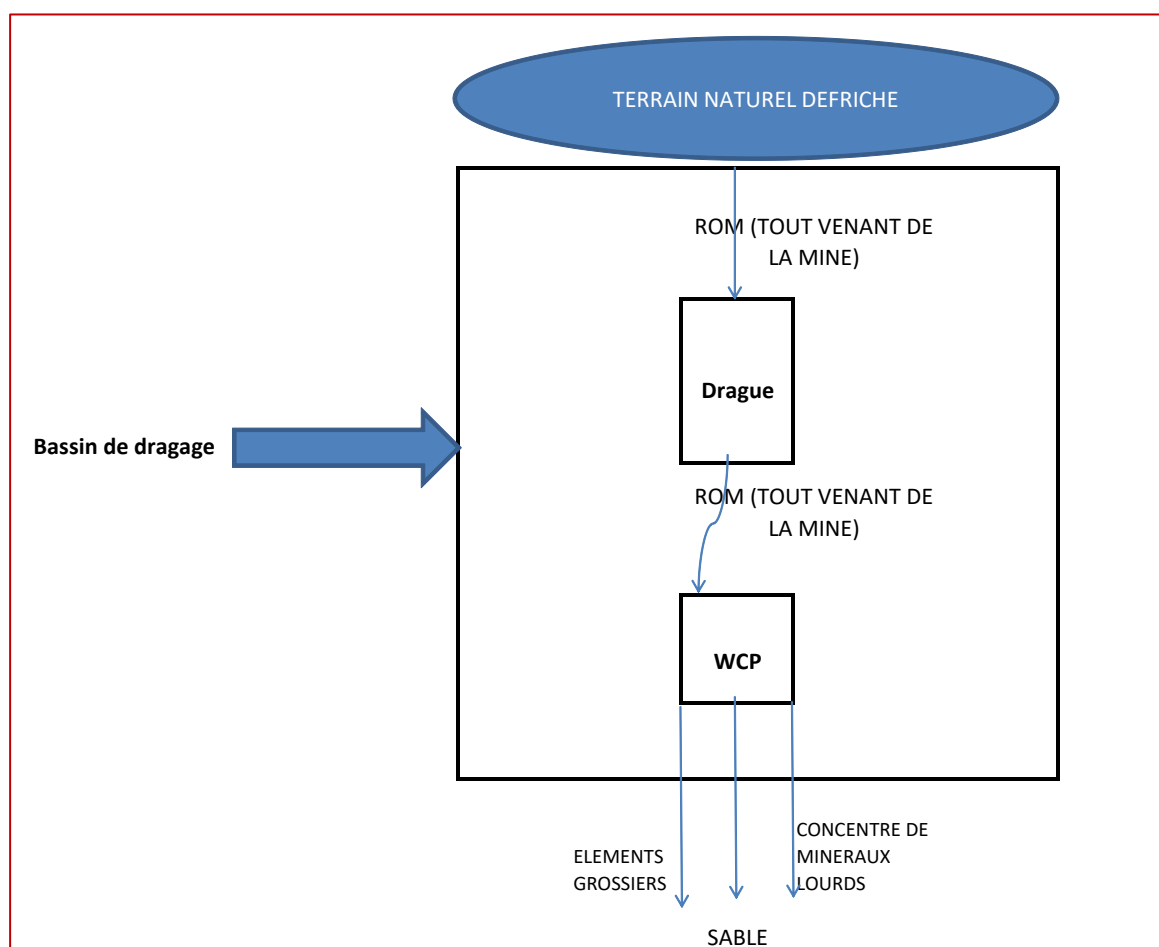 TERRAIN NATUREL DEFRICHE
ROM (TOUT VENANT DE
LA MINE)
Drague
Bassin de dragage
ROM (TOUT VENANT DE
LA MINE)
WCP
ELEMENTS
GROSSIERS
CONCENTRE DE
MINERAUX
LOURDS
SABLE